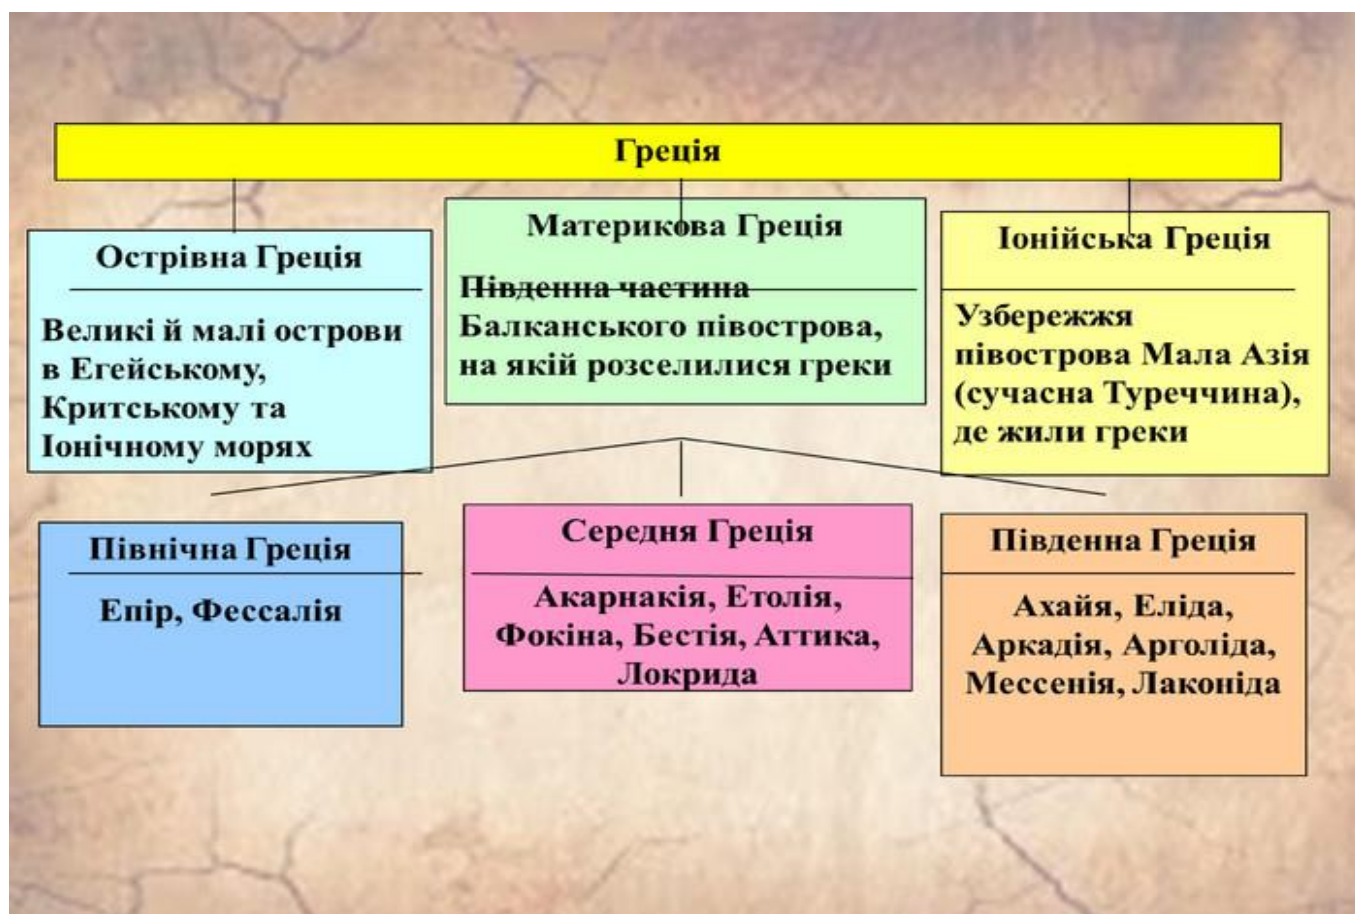 Греція
Острівна Греція
Великі й малі острови
в Егейському,
Критському та
Іонічному морях
Материкова Греція
Південна частина
Балканського півострова,
на якій розселилися греки
Іонійська Греція
Узбережжя
півострова Мала Азія
(сучасна Туреччина),
де жили греки
Північна Греція
Епір, Фессалія
Середня Греція
Акарнакія, Етолія,
Фокіна, Бестія, Аттика,
Локрида
Південна Греція
Ахайя, Еліда,
Аркадія, Арголіда,
Мессенія, Лаконіда